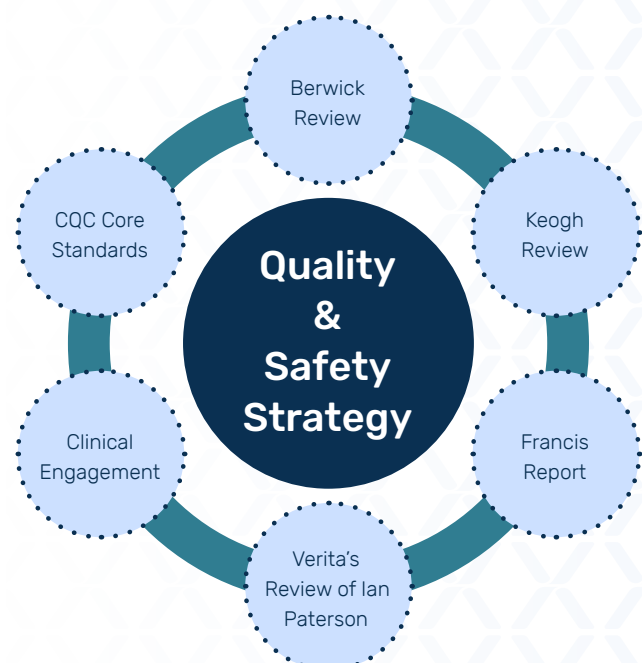 Berwick
Review
Keogh
Review
Francis
Report
Verita’s
Review of Ian
Paterson
Clinical
Engagement
CQC Core
Standards
Quality
&
Safety
Strategy